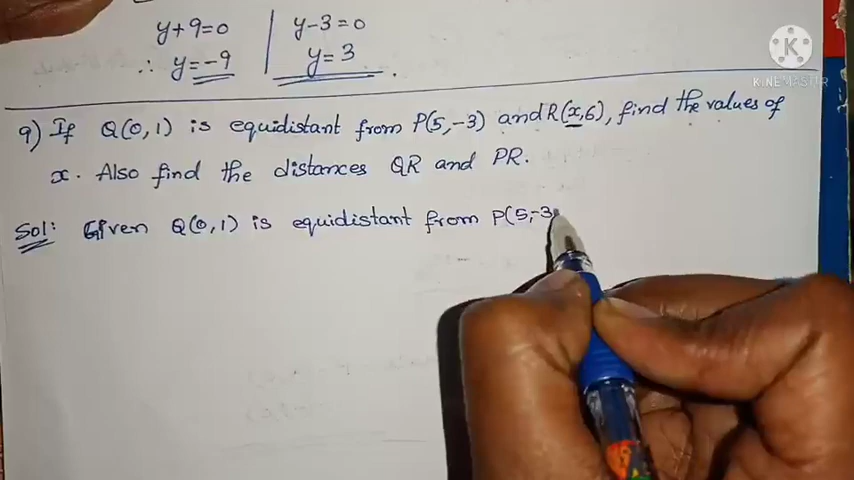 y+9=0 y-3=0
∴ y=-9 y=3
KINEMASTER
9) If Q(0,1) is equidistant from P(5,-3) and R(x,6), find the values of
x. Also find the distances QR and PR.
Sol: Given Q(0,1) is equidistant from P(5,-3